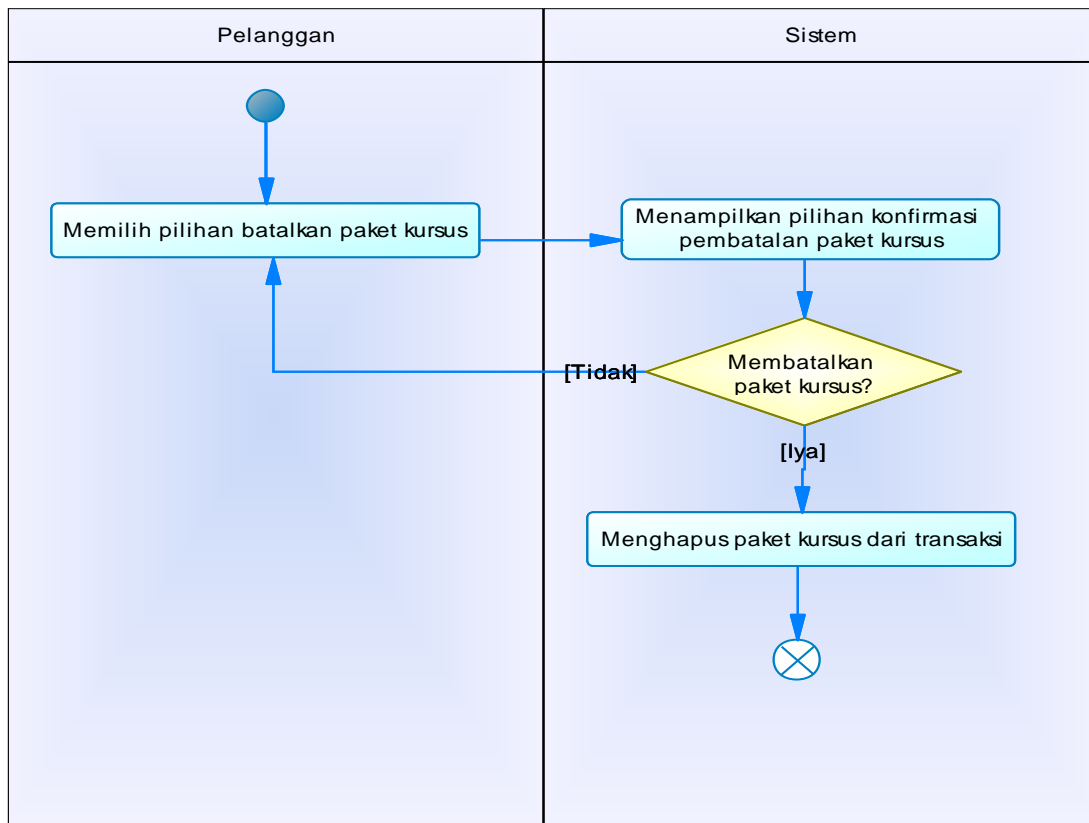 Pelanggan
Sistem
Memilih pilihan batalkan paket kursus
Menampilkan pilihan konfirmasi
pembatalan paket kursus
Membatalkan
paket kursus?
[Tidak]
[Iya]
Menghapus paket kursus dari transaksi